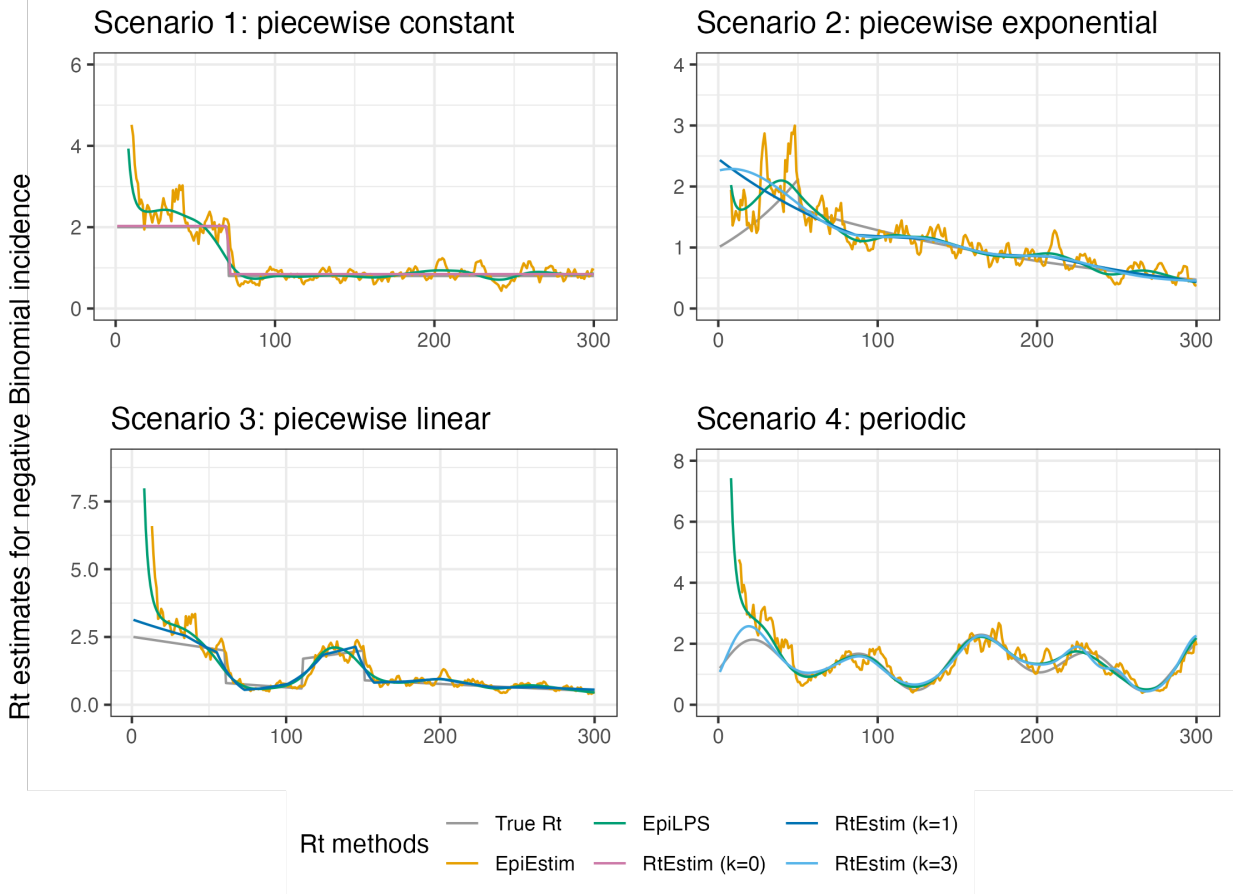 Scenario 1: piecewise constant
6
4
2
0
0 100 200 300
Scenario 2: piecewise exponential
4
3
2
1
0
0 100 200 300
Rt estimates for negative Binomial incidence
Scenario 3: piecewise linear
7.5
5.0
2.5
0.0
0 100 200 300
Scenario 4: periodic
8
6
4
2
0
0 100 200 300
Rt methods
True Rt EpiLPS RtEstim (k=1)
EpiEstim RtEstim (k=0) RtEstim (k=3)